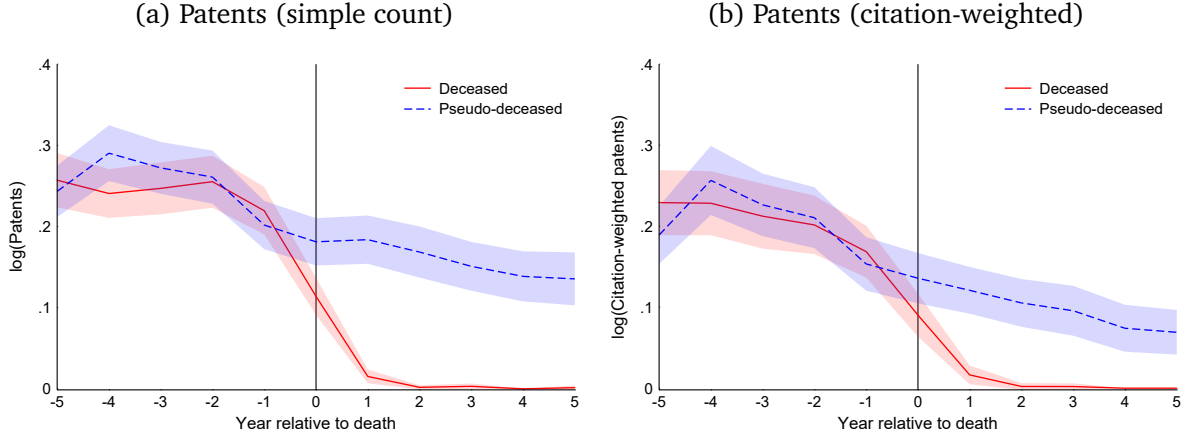 (a) Patents (simple count)
.4
.3
.2
.1
0
log(Patents)
Deceased
Pseudo-deceased
-5 -4 -3 -2 -1 0 1 2 3 4 5
Year relative to death
(b) Patents (citation-weighted)
.4
.3
.2
.1
0
log(Citation-weighted patents)
Deceased
Pseudo-deceased
-5 -4 -3 -2 -1 0 1 2 3 4 5
Year relative to death